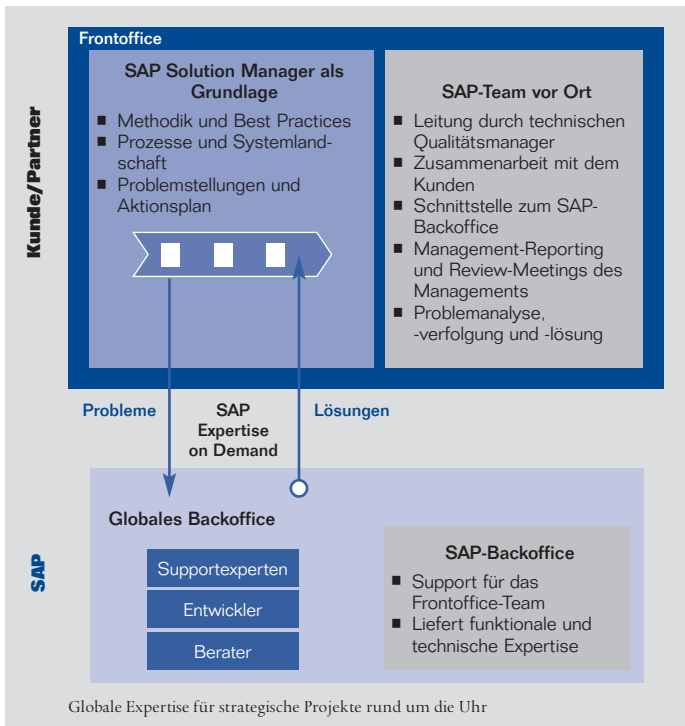 Kunde/Partner
Frontoffice
SAP Solution Manager als
Grundlage
■ Methodik und Best Practices
■ Prozesse und Systemland-
schaft
■ Problemstellungen und
Aktionsplan
SAP-Team vor Ort
■ Leitung durch technischen
Qualitätsmanager
■ Zusammenarbeit mit dem
Kunden
■ Schnittstelle zum SAP-
Backoffice
■ Management-Reporting
und Review-Meetings des
Managements
■ Problemanalyse,
-verfolgung und -lösung
Probleme
SAP
Expertise
on Demand
Lösungen
SAP
Globales Backoffice
Supportexperten
Entwickler
Berater
SAP-Backoffice
■ Support für das
Frontoffice-Team
■ Liefert funktionale und
technische Expertise
Globale Expertise für strategische Projekte rund um die Uhr